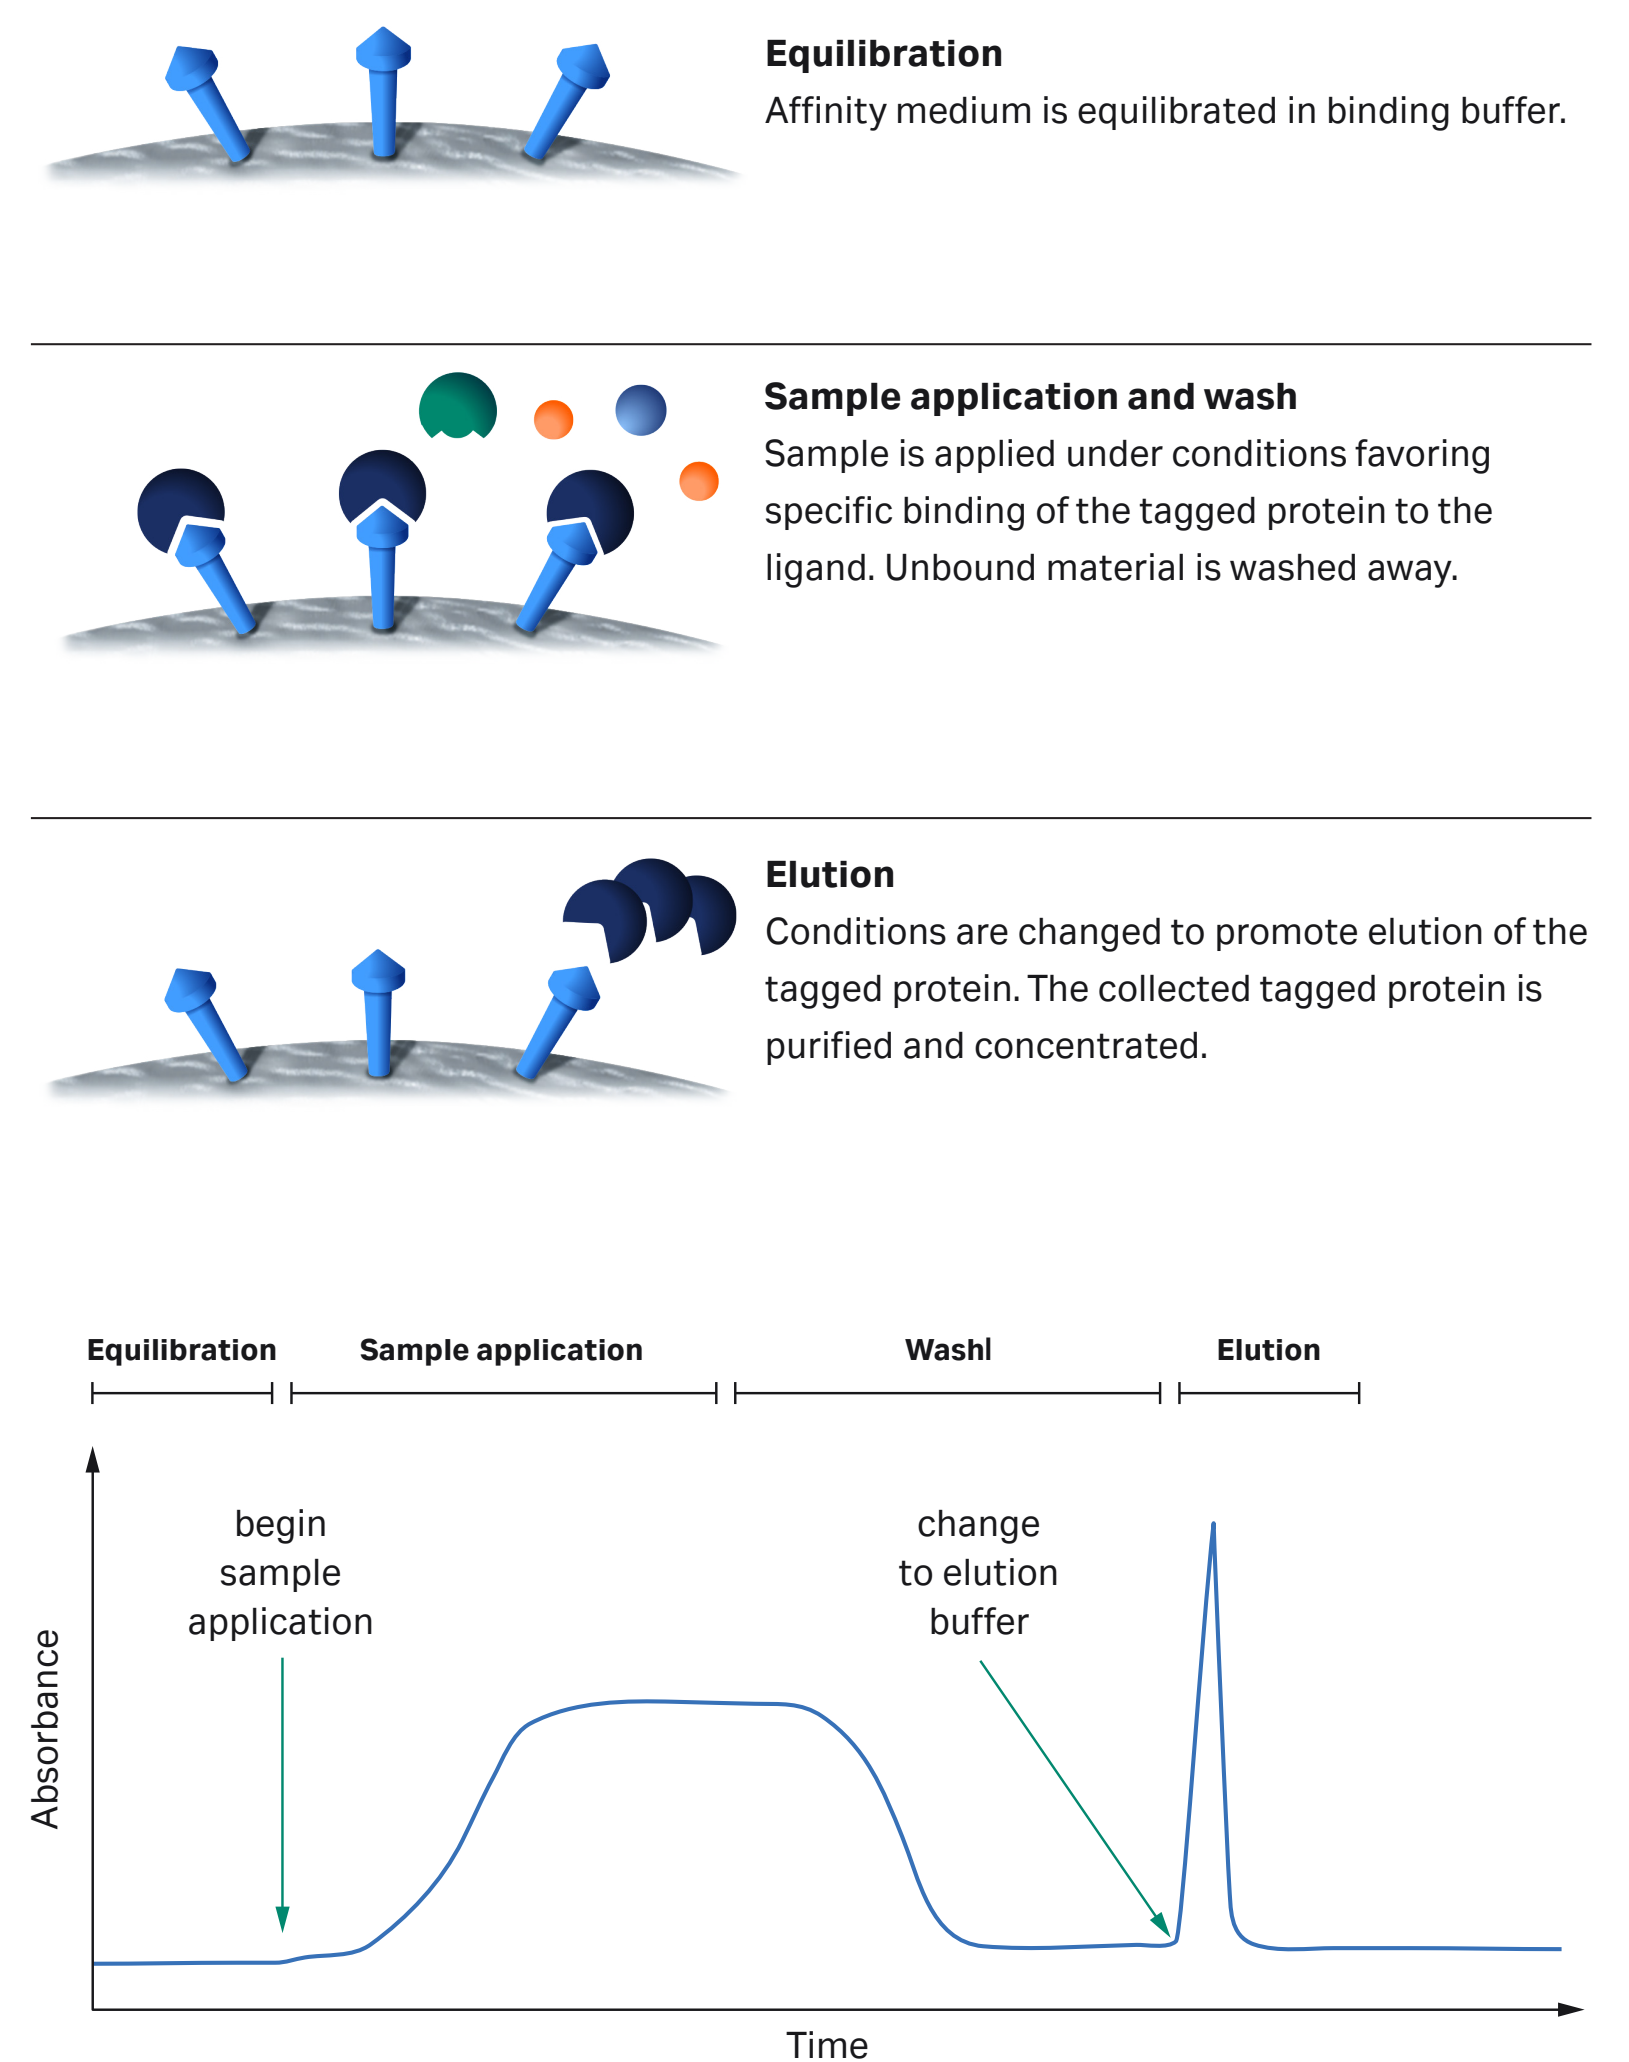 Equilibration
Affinity medium is equilibrated in binding buffer.
Sample application and wash
Sample is applied under conditions favoring
specific binding of the tagged protein to the
ligand. Unbound material is washed away.
Elution
Conditions are changed to promote elution of the
tagged protein. The collected tagged protein is
purified and concentrated.
Equilibration
Sample application
Washl
Elution
begin
sample
application
change
to elution
buffer
Absorbance
Time